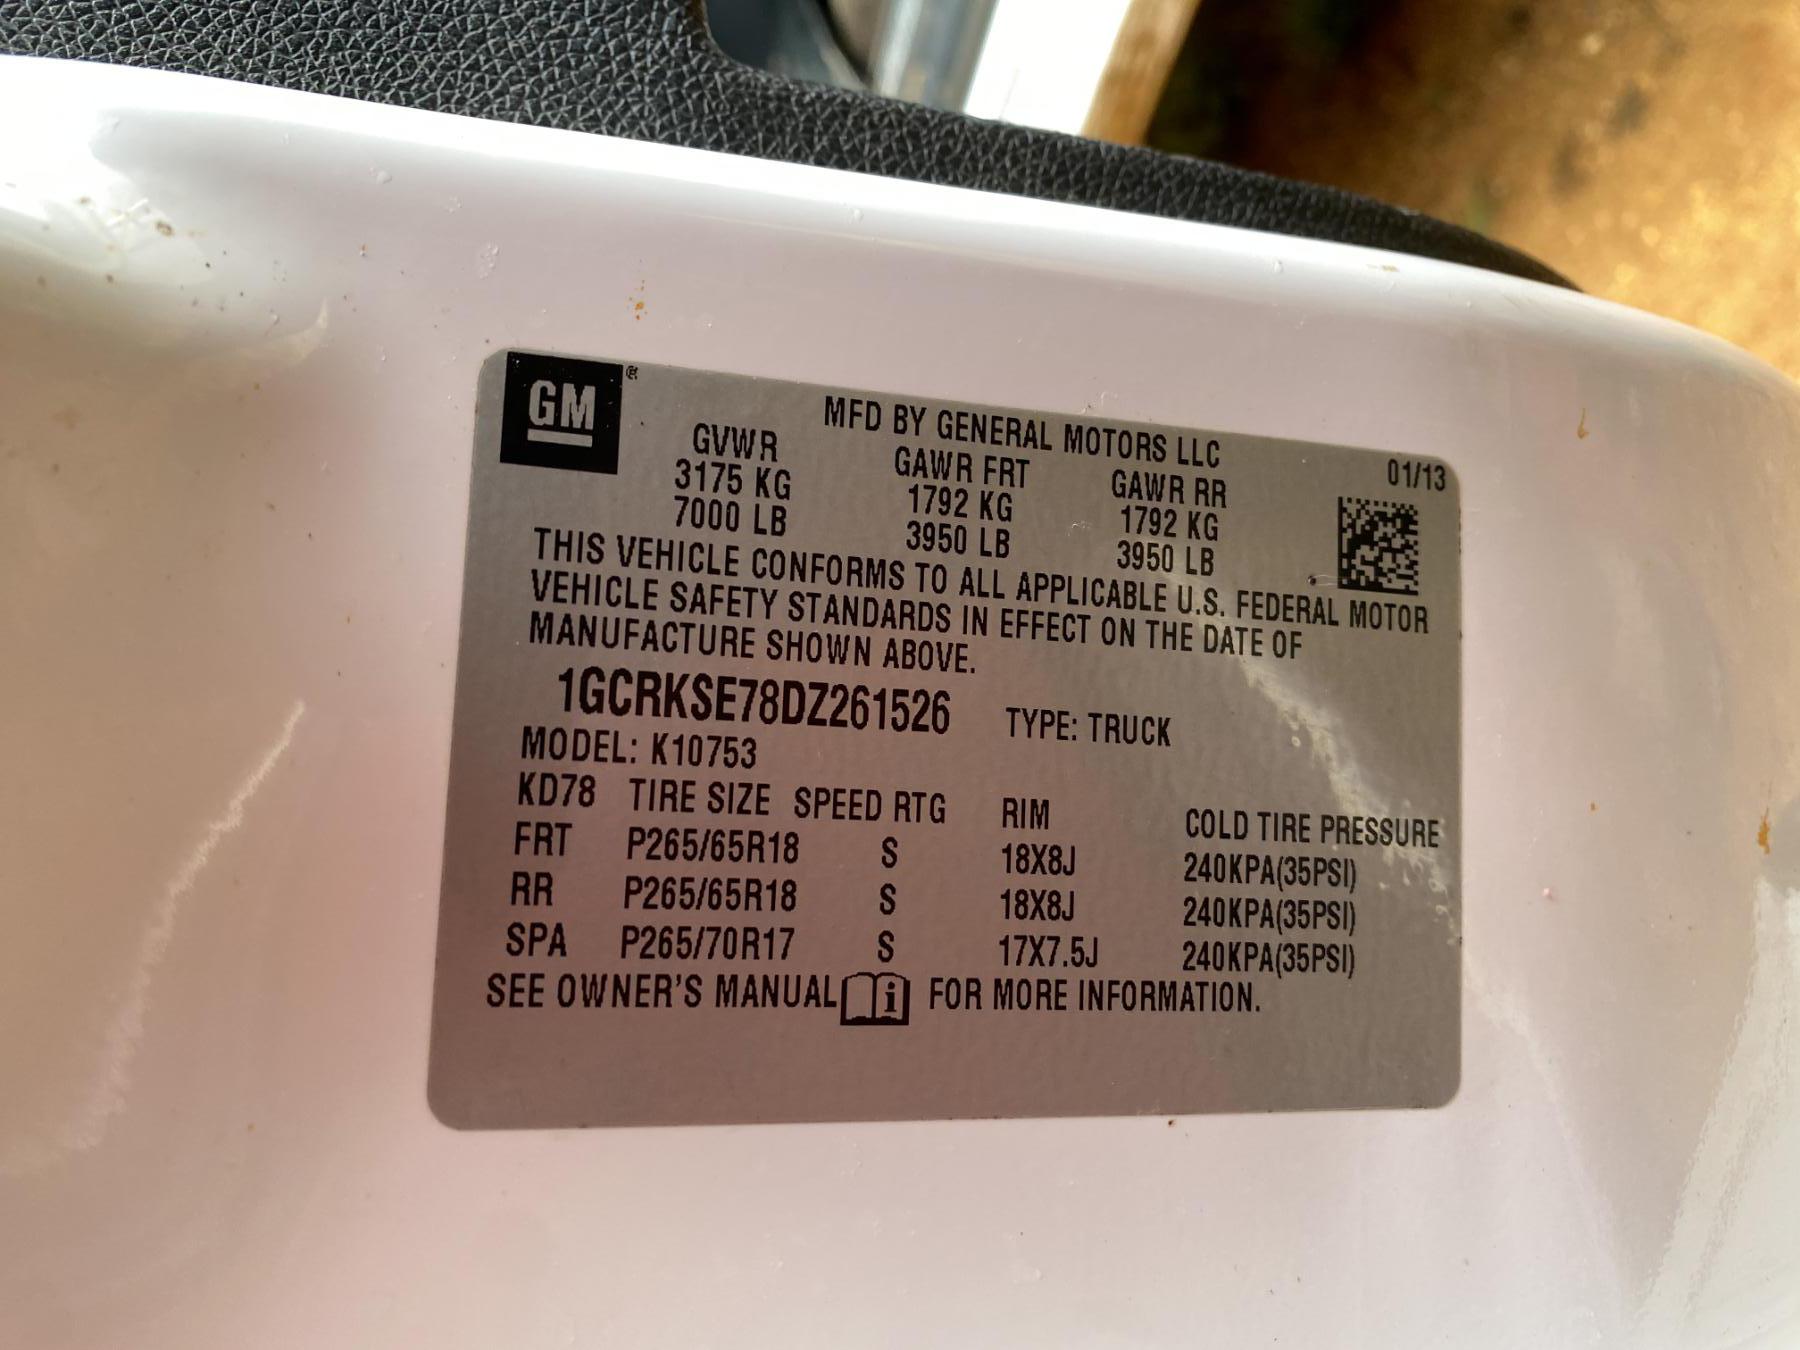 GM
MFD BY GENERAL MOTORS LLC
01/13
GVWR GAWR FRT GAWR RR
3175 KG 1792 KG 1792 KG
7000 LB 3950 LB 3950 LB
THIS VEHICLE CONFORMS TO ALL APPLICABLE U.S. FEDERAL MOTOR
VEHICLE SAFETY STANDARDS IN EFFECT ON THE DATE OF
MANUFACTURE SHOWN ABOVE.
1GCRKSE78DZ261526 TYPE: TRUCK
MODEL: K10753
KD78 TIRE SIZE SPEED RTG RIM COLD TIRE PRESSURE
FRT P265/65R18 S 18X8J 240KPA(35PSI)
RR P265/65R18 S 18X8J 240KPA(35PSI)
SPA P265/70R17 S 17X7.5J 240KPA(35PSI)
SEE OWNER'S MANUAL i FOR MORE INFORMATION.